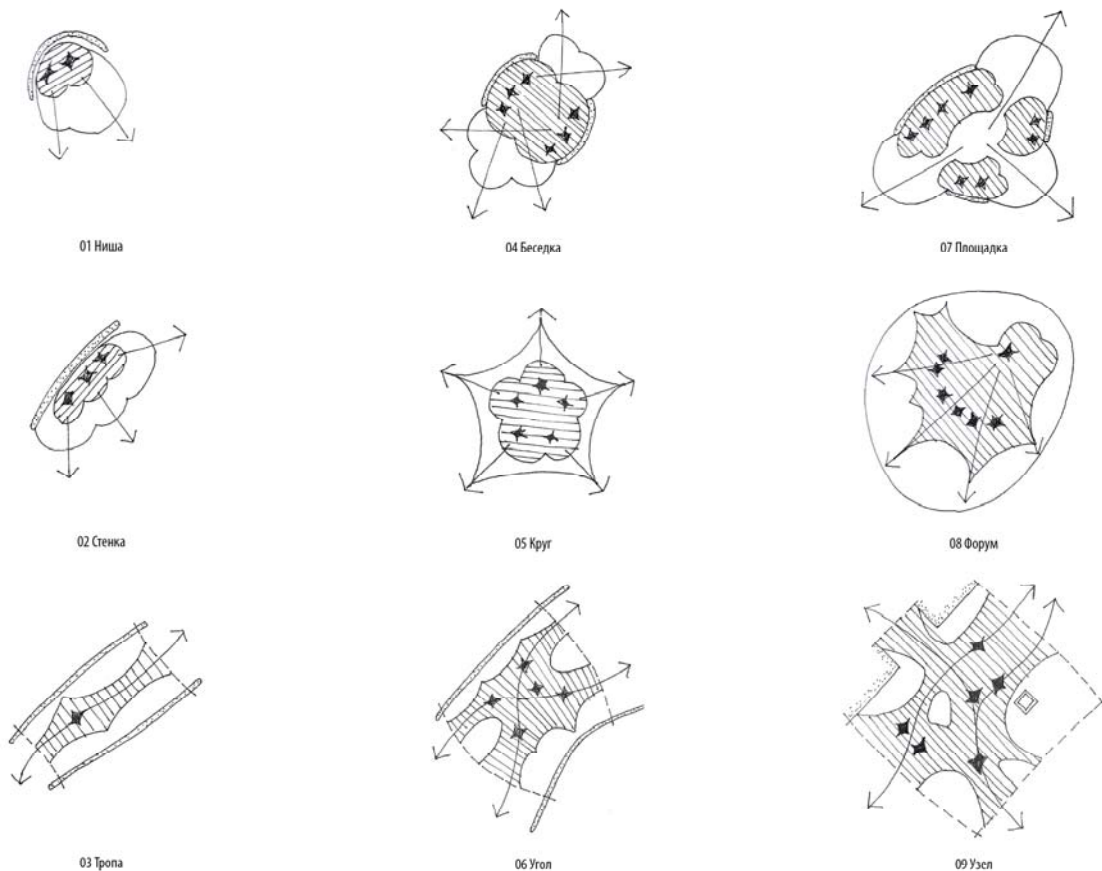 01 Ниша
04 Беседка
07 Площадка
02 Стенка
05 Круг
08 Форум
03 Тропа
06 Угол
09 Узел